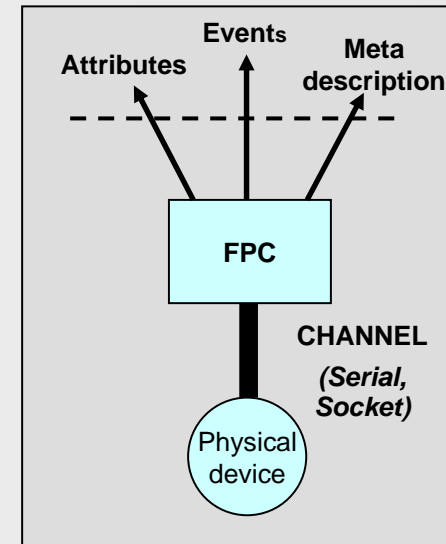 Events
Attributes
Meta
description
FPC
CHANNEL
(Serial,
Socket)
Physical
device